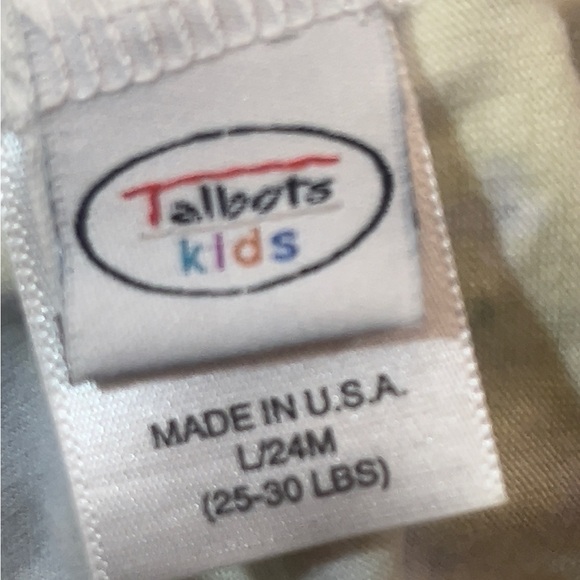 Talbots
kids
MADE IN U.S.A.
L/24M
(25-30 LBS)